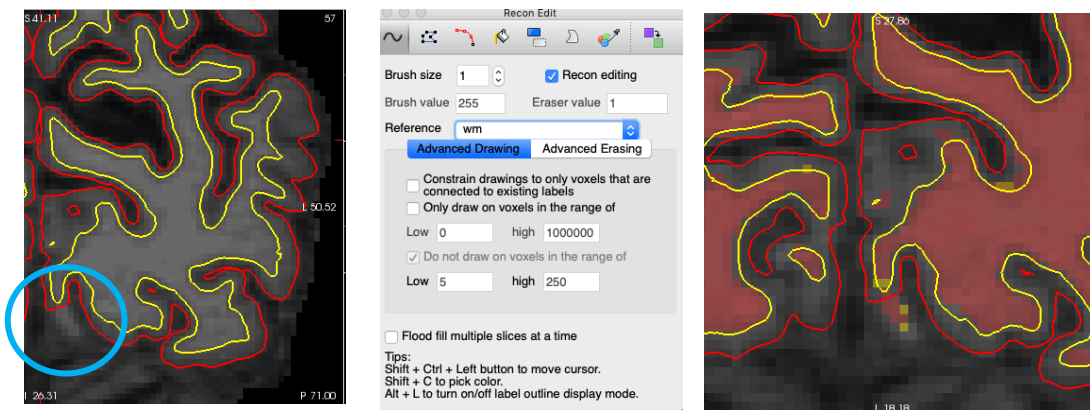 S 41.11
57
L 50.52
I 26.31
P 71.00
Recon Edit
Brush size 1 Recon editing
Brush value 255 Eraser value 1
Reference wm
Advanced Drawing Advanced Erasing
Constrain drawings to only voxels that are
connected to existing labels
Only draw on voxels in the range of
Low 0 high 1000000
Do not draw on voxels in the range of
Low 5 high 250
Flood fill multiple slices at a time
Tips:
Shift + Ctrl + Left button to move cursor.
Shift + C to pick color.
Alt + L to turn on/off label outline display mode.
S 27.86
I 18.18